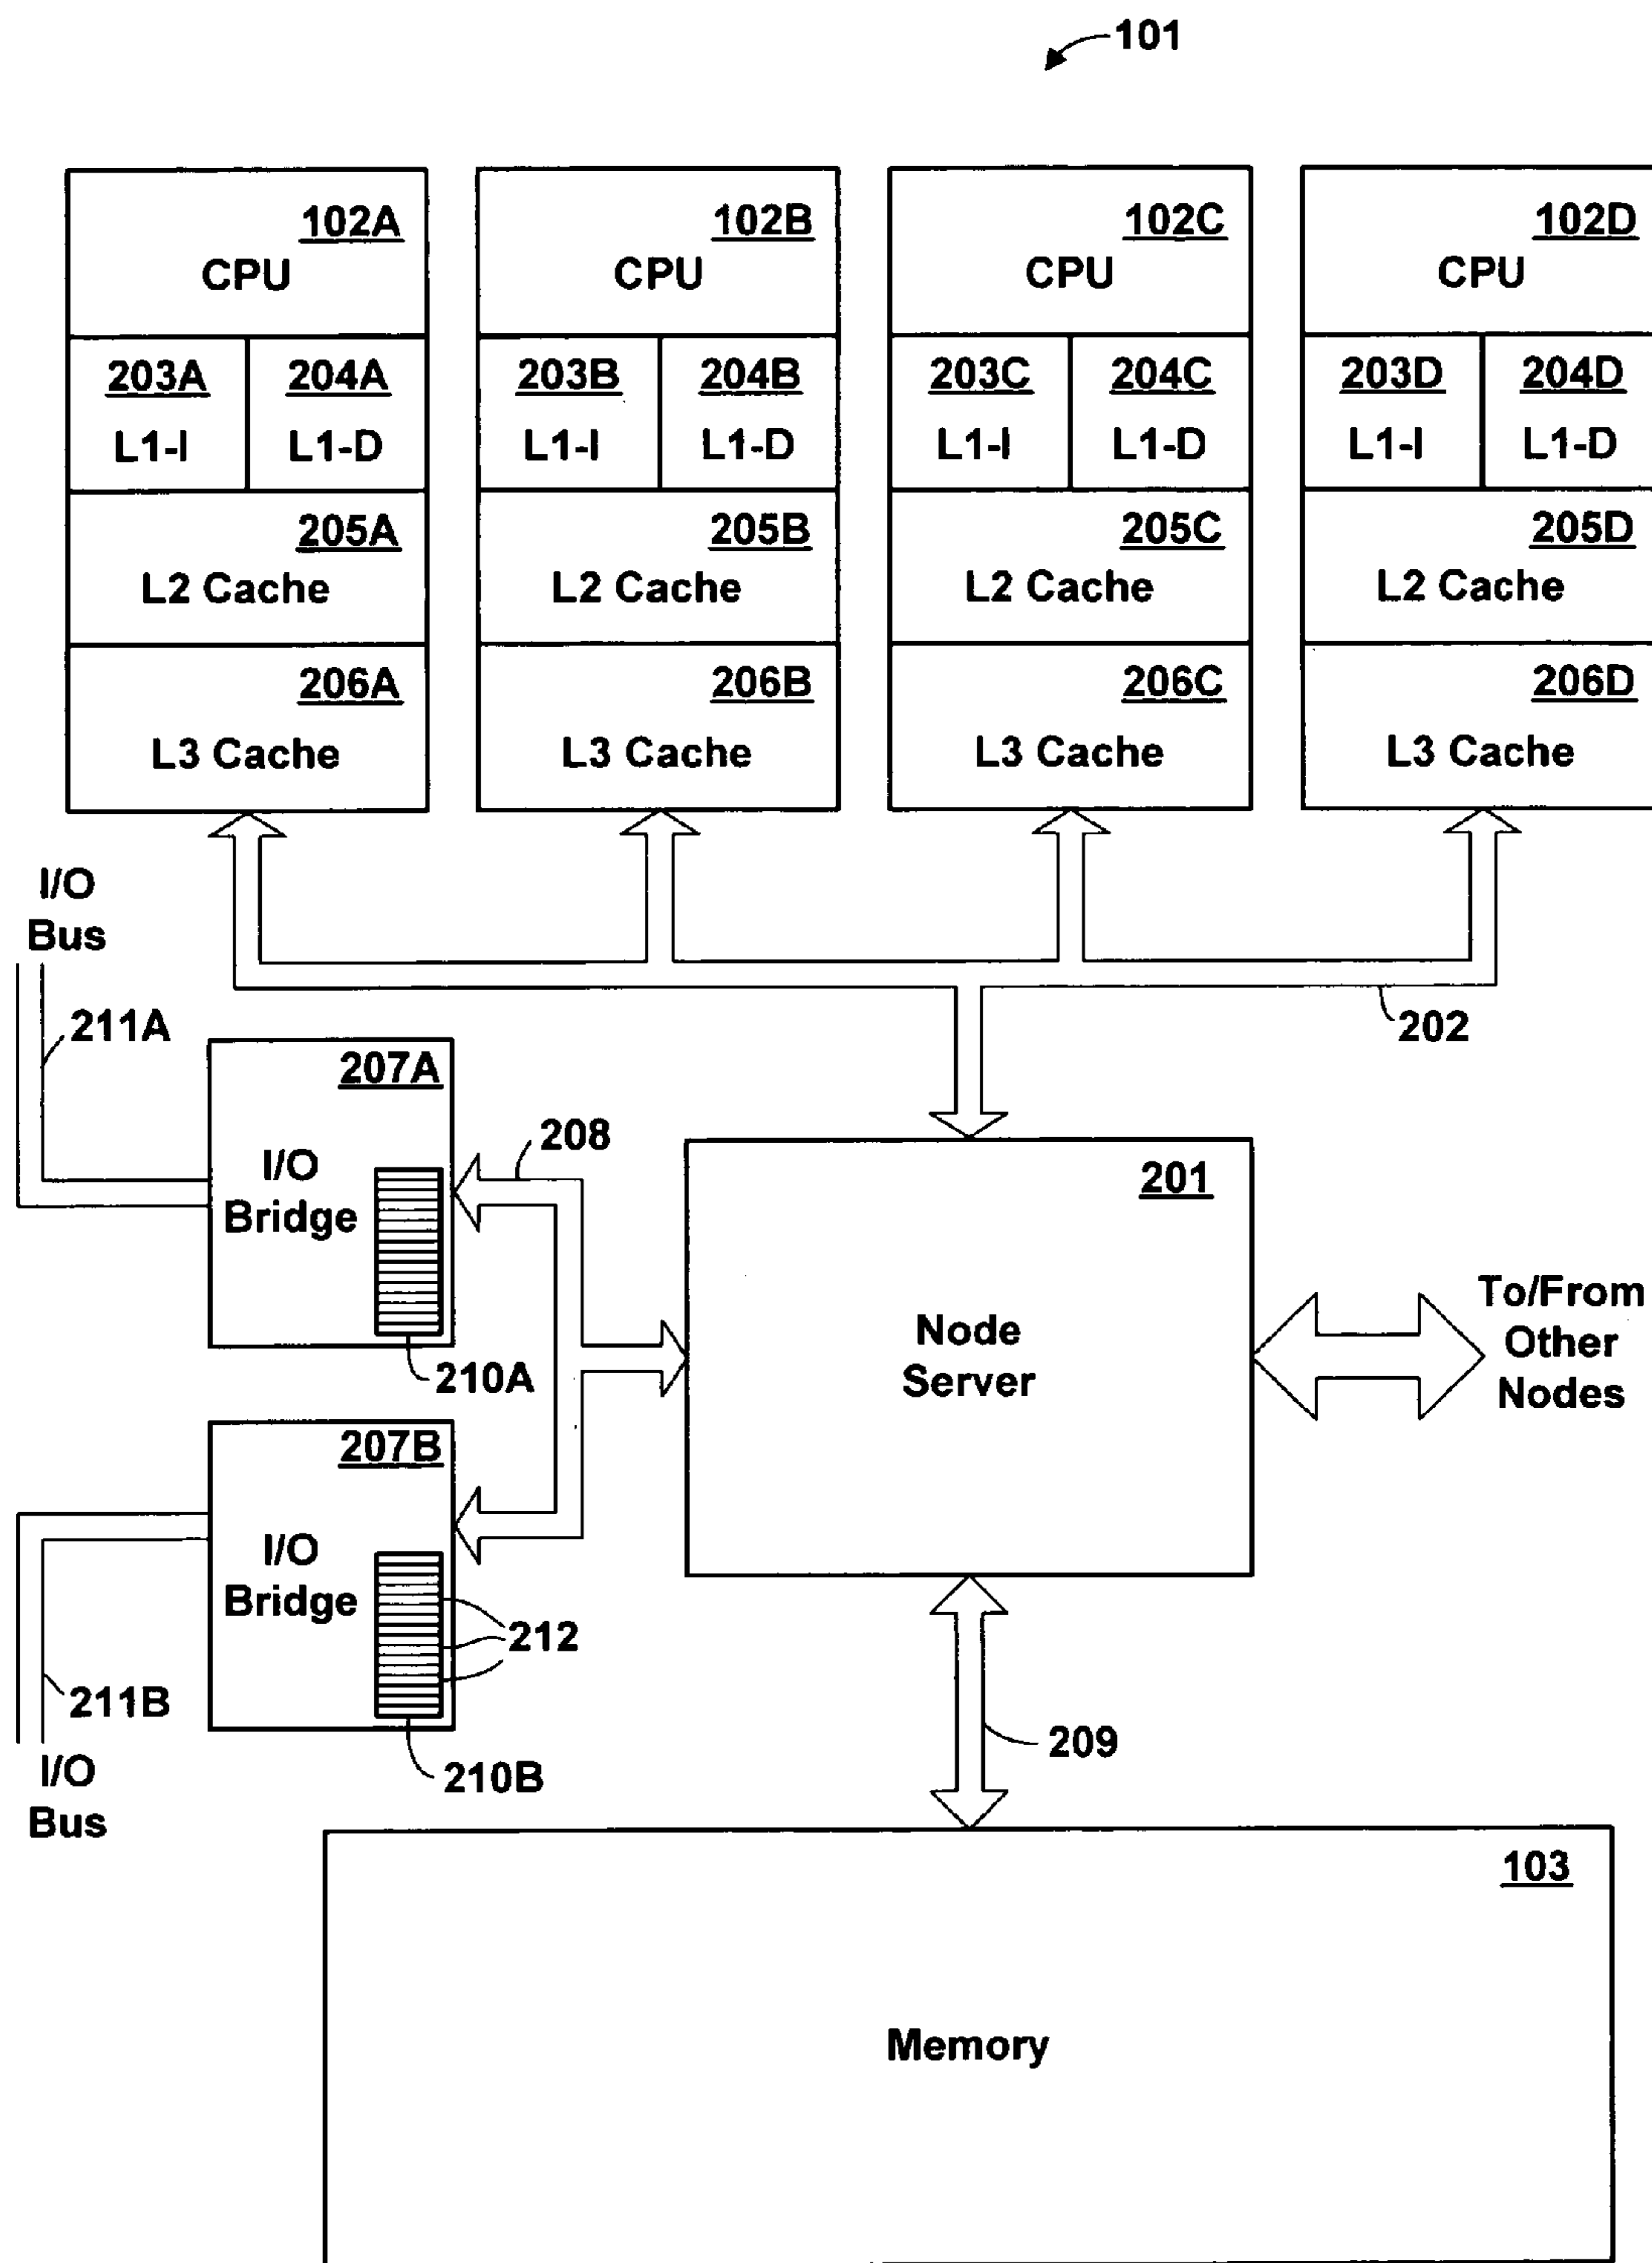 101
102A
CPU
102B
CPU
102C
CPU
102D
CPU
203A
L1-I
204A
L1-D
203B
L1-I
204B
L1-D
203C
L1-I
204C
L1-D
203D
L1-I
204D
L1-D
205A
L2 Cache
205B
L2 Cache
205C
L2 Cache
205D
L2 Cache
206A
L3 Cache
206B
L3 Cache
206C
L3 Cache
206D
L3 Cache
I/O
Bus
211A
202
207A
I/O
Bridge
208
210A
201
Node
Server
To/From
Other
Nodes
207B
I/O
Bridge
212
211B
210B
I/O
Bus
209
103
Memory